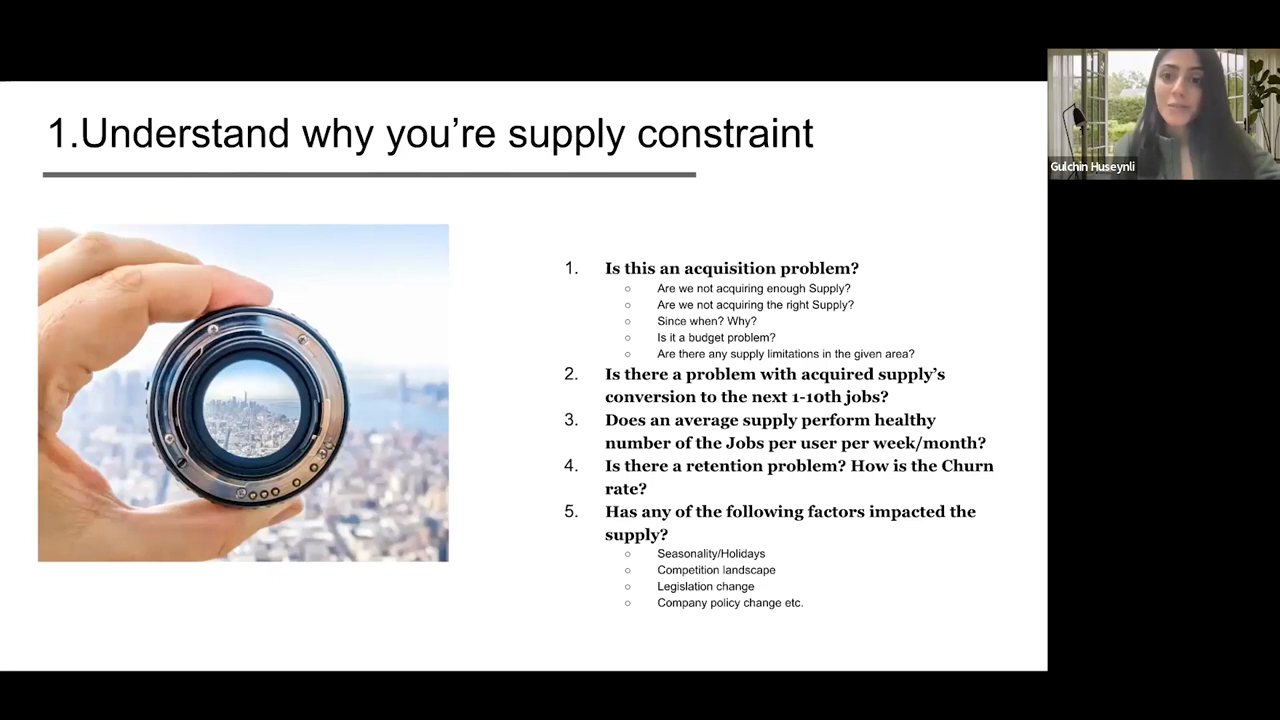 1.Understand why you’re supply constraint
Gulchin Huseynli
1. Is this an acquisition problem?
○ Are we not acquiring enough Supply?
○ Are we not acquiring the right Supply?
○ Since when? Why?
○ Is it a budget problem?
○ Are there any supply limitations in the given area?
2. Is there a problem with acquired supply’s
conversion to the next 1-10th jobs?
3. Does an average supply perform healthy
number of the Jobs per user per week/month?
4. Is there a retention problem? How is the Churn
rate?
5. Has any of the following factors impacted the
supply?
○ Seasonality/Holidays
○ Competition landscape
○ Legislation change
○ Company policy change etc.